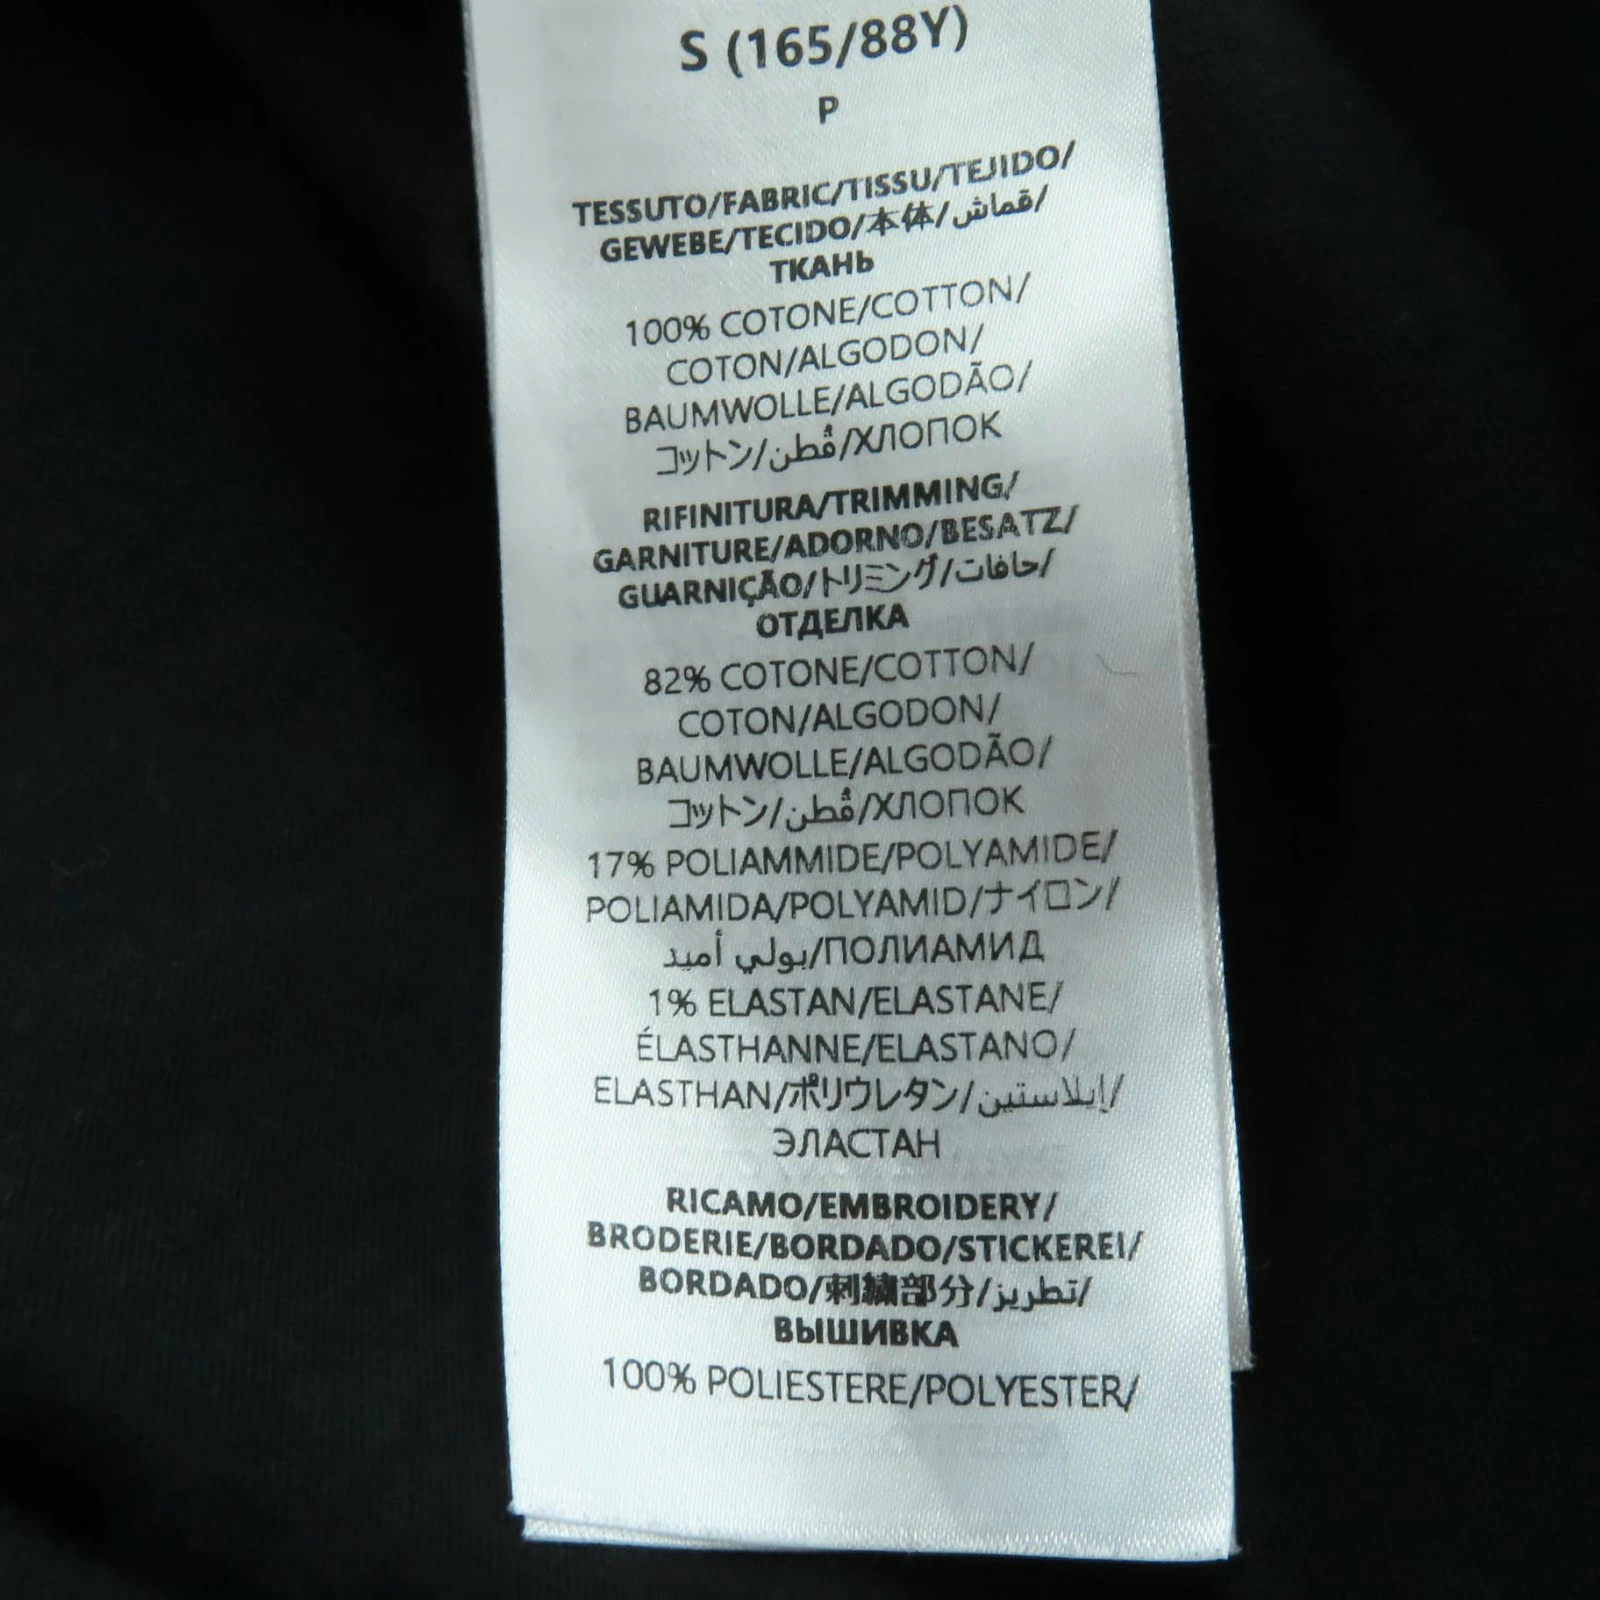 S (165/88Y)
P
TESSUTO/FABRIC/TISSU/TEJIDO/
GEWEBE/TECIDO/本体/قماش/
ТКАНЬ
100% COTONE/COTTON/
COTON/ALGODON/
BAUMWOLLE/ALGODÃO/
コットン/قُطن/ХЛОПОК
RIFINITURA/TRIMMING/
GARNITURE/ADORNO/BESATZ/
GUARNIÇÃO/トリミング/حافات/
ОТДЕЛКА
82% COTONE/COTTON/
COTON/ALGODON/
BAUMWOLLE/ALGODÃO/
コットン/قُطن/ХЛОПОК
17% POLIAMMIDE/POLYAMIDE/
POLIAMIDA/POLYAMID/ナイロン/
بولي أميد/ПОЛИАМИД
1% ELASTAN/ELASTANE/
ÉLASTHANNE/ELASTANO/
ELASTHAN/ポリウレタン/إيلاستين/
ЭЛАСТАН
RICAMO/EMBROIDERY/
BRODERIE/BORDADO/STICKEREI/
BORDADO/刺繍部分/تطريز/
ВЫШИВКА
100% POLIESTERE/POLYESTER/